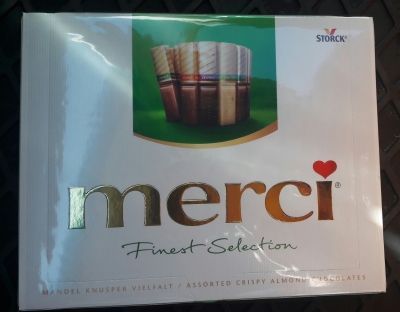 STORCK®
merci®
Finest Selection
MANDEL KNUSPER VIELFALT / ASSORTED CRISPY ALMOND CHOCOLATES